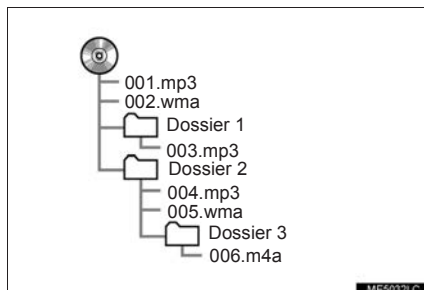 001.mp3
002.wma
Dossier 1
003.mp3
Dossier 2
004.mp3
005.wma
Dossier 3
006.m4a